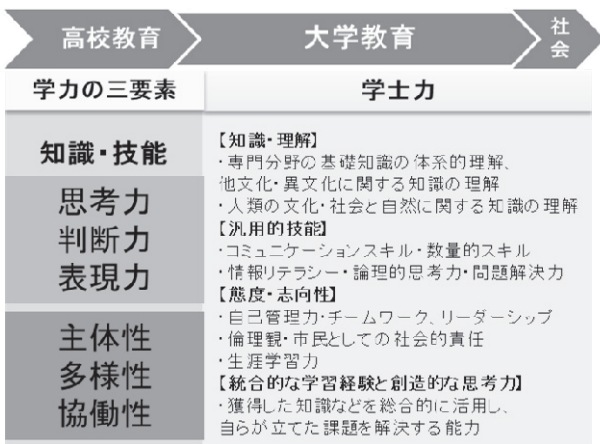 高校教育
大学教育
社会
学力の三要素
学士力
知識・技能
思考力
判断力
表現力
主体性
多様性
協働性
【知識・理解】
・専門分野の基礎知識の体系的理解、
他文化・異文化に関する知識の理解
・人類の文化・社会と自然に関する知識の理解
【汎用的技能】
・コミュニケーションスキル・数量的スキル
・情報リテラシー・論理的思考力・問題解決力
【態度・志向性】
・自己管理力・チームワーク、リーダーシップ
・倫理観・市民としての社会的責任
・生涯学習力
【統合的な学習経験と創造的な思考力】
・獲得した知識などを総合的に活用し、
自らが立てた課題を解決する能力